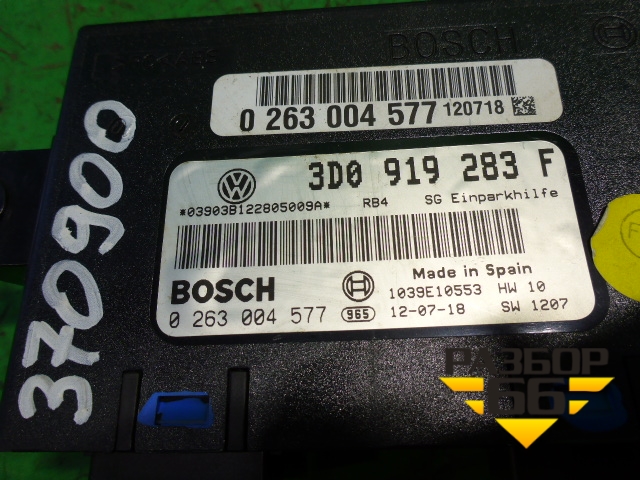 BOSCH
0 263 004 577 120718
3D0 919 283 F
*03903B122805009A* RB4 SG Einparkhilfe
Made in Spain
BOSCH 1039E10553 HW 10
0 263 004 577 965 12-07-18 SW 1207
370900
РАЗБОР
66